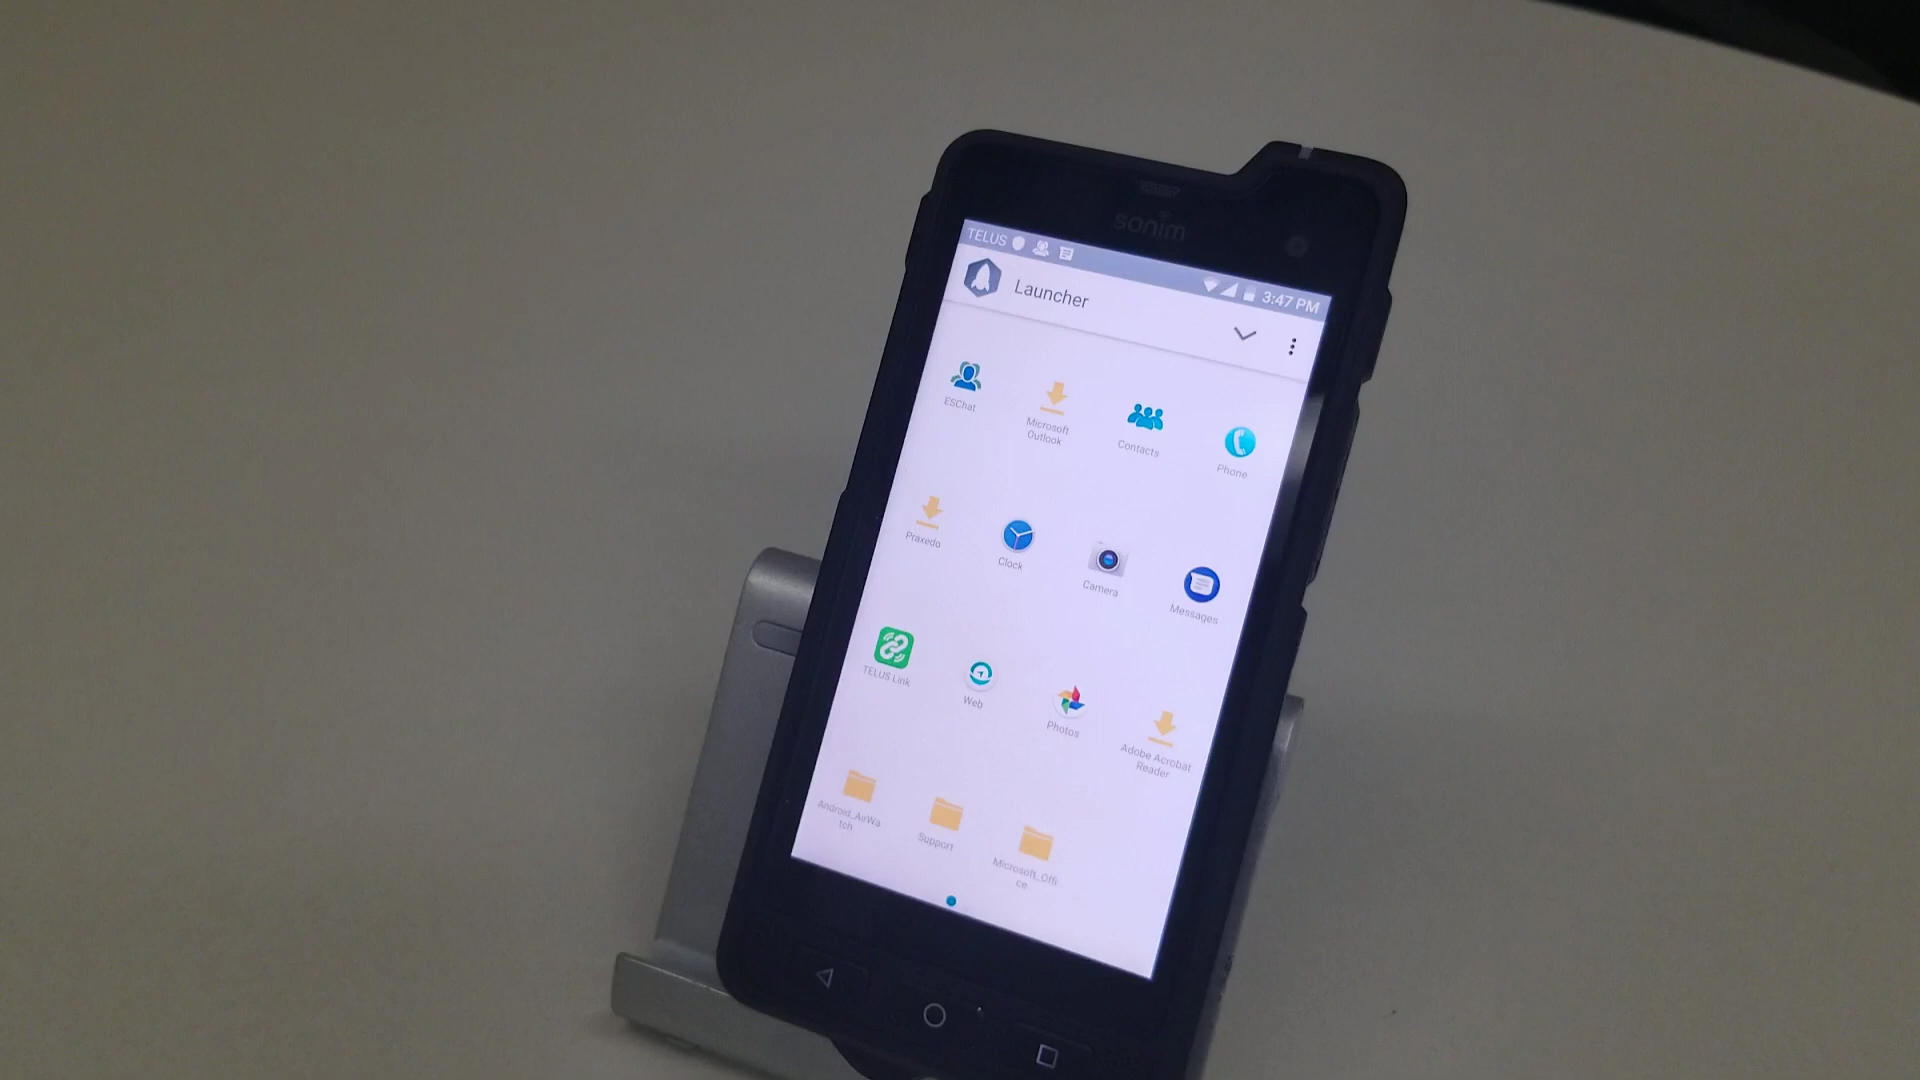 sonim
TELUS
3:47 PM
Launcher
ESChat
Microsoft
Outlook
Contacts
Phone
Praxedo
Clock
Camera
Messages
TELUS Link
Web
Photos
Adobe Acrobat
Reader
Android_AirWa
tch
Support
Microsoft_Offi
ce